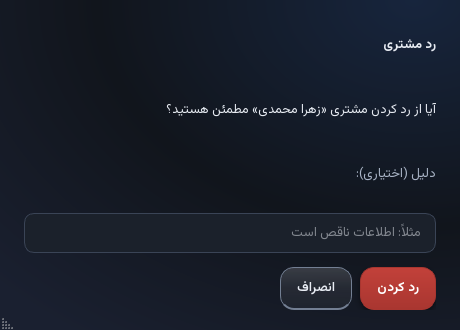 رد مشتری
آیا از رد کردن مشتری «زهرا محمدی» مطمئن هستید؟
دلیل (اختیاری):
مثلاً: اطلاعات ناقص است
رد کردن
انصراف